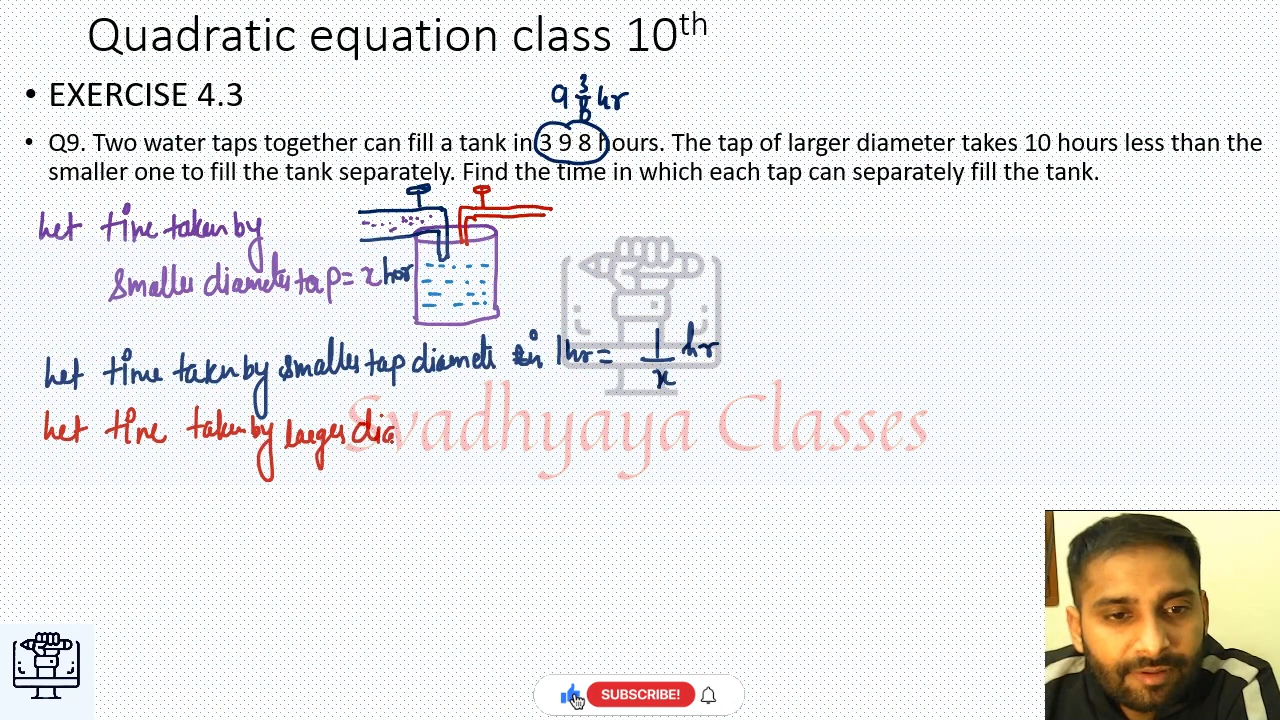 Quadratic equation class 10th
• EXERCISE 4.3
9 3/8 hr
• Q9. Two water taps together can fill a tank in 3 9 8 hours. The tap of larger diameter takes 10 hours less than the
smaller one to fill the tank separately. Find the time in which each tap can separately fill the tank.
Let time taken by
smaller diameter tap = x hor
Let time taken by smaller tap diamete in 1 hr = 1/x hr
Let time taken by larger dia
Svadhyaya Classes
SUBSCRIBE!